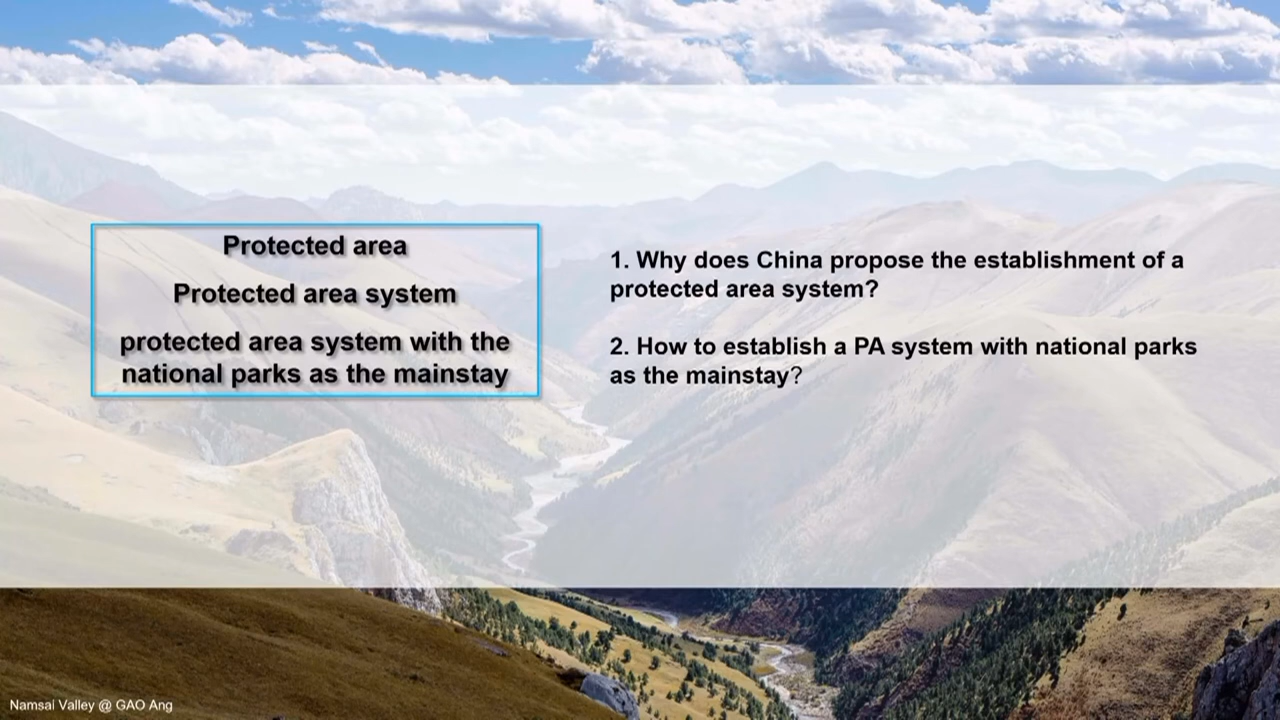 Protected area
Protected area system
protected area system with the
national parks as the mainstay
1. Why does China propose the establishment of a
protected area system?
2. How to establish a PA system with national parks
as the mainstay?
Namsai Valley @ GAO Ang